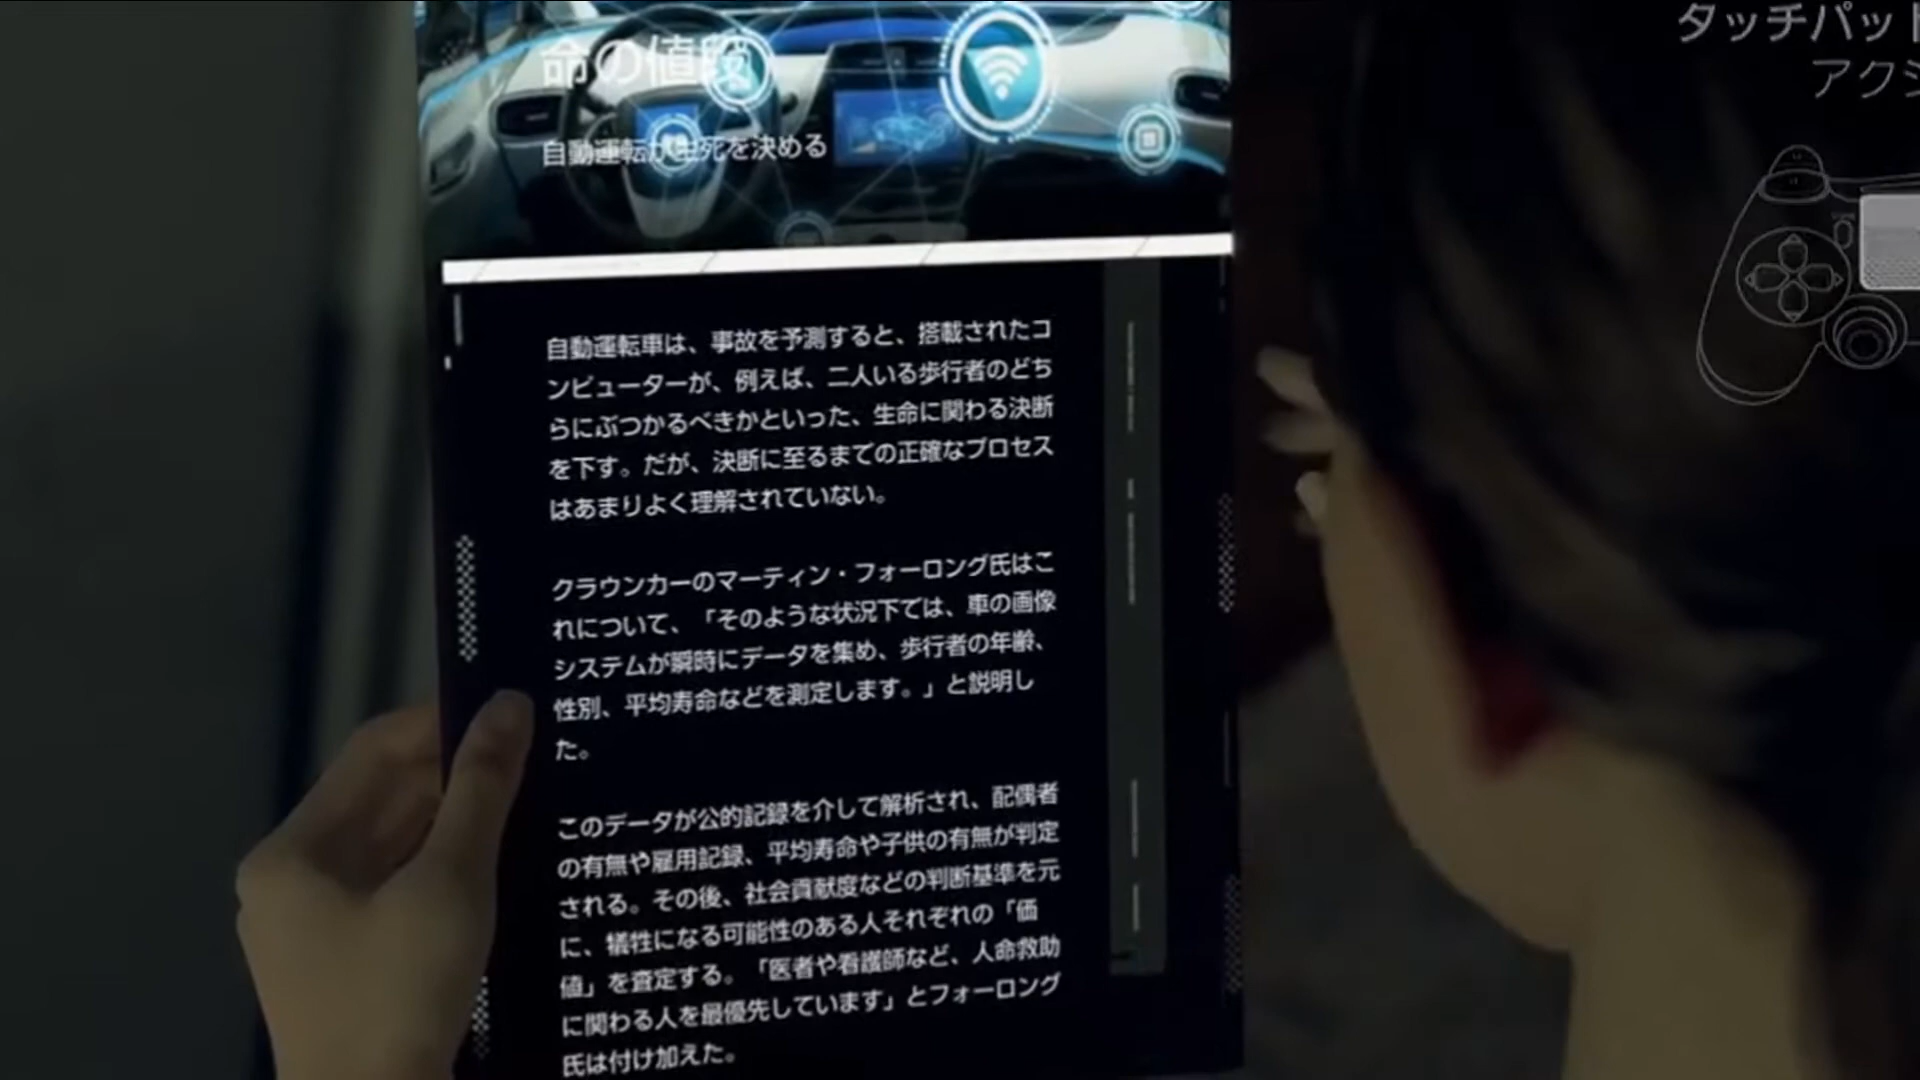 命の値段
自動運転が生死を決める
自動運転車は、事故を予測すると、搭載されたコ
ンピューターが、例えば、二人いる歩行者のどち
らにぶつかるべきかといった、生命に関わる決断
を下す。だが、決断に至るまでの正確なプロセス
はあまりよく理解されていない。
クラウンカーのマーティン・フォーロング氏はこ
れについて、「そのような状況下では、車の画像
システムが瞬時にデータを集め、歩行者の年齢、
性別、平均寿命などを測定します。」と説明し
た。
このデータが公的記録を介して解析され、配偶者
の有無や雇用記録、平均寿命や子供の有無が判定
される。その後、社会貢献度などの判断基準を元
に、犠牲になる可能性のある人それぞれの「価
値」を査定する。「医者や看護師など、人命救助
に関わる人を最優先しています」とフォーロング
氏は付け加えた。
タッチパッ
アク